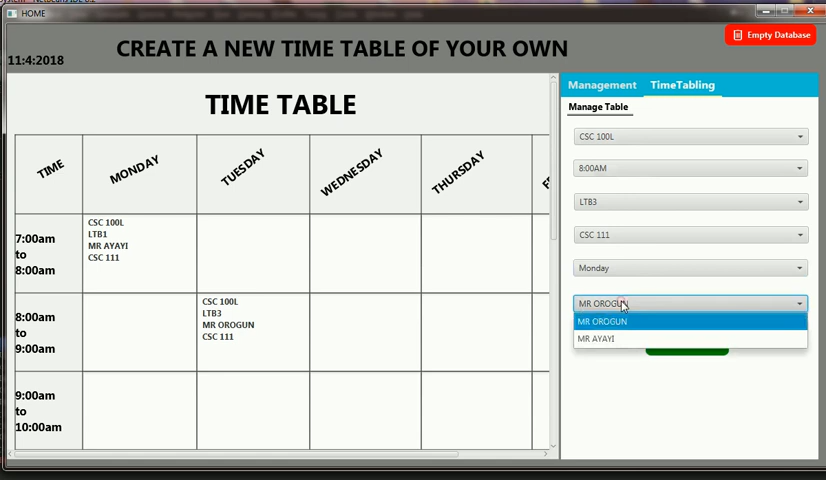 HOME
CREATE A NEW TIME TABLE OF YOUR OWN
Empty Database
11:4:2018
TIME TABLE
TIME
MONDAY
TUESDAY
WEDNESDAY
THURSDAY
7:00am
to
8:00am
CSC 100L
LTB1
MR AYAYI
CSC 111
8:00am
to
9:00am
CSC 100L
LTB3
MR OROGUN
CSC 111
9:00am
to
10:00am
Management
TimeTabling
Manage Table
CSC 100L
8:00AM
LTB3
CSC 111
Monday
MR OROGUN
MR OROGUN
MR AYAYI